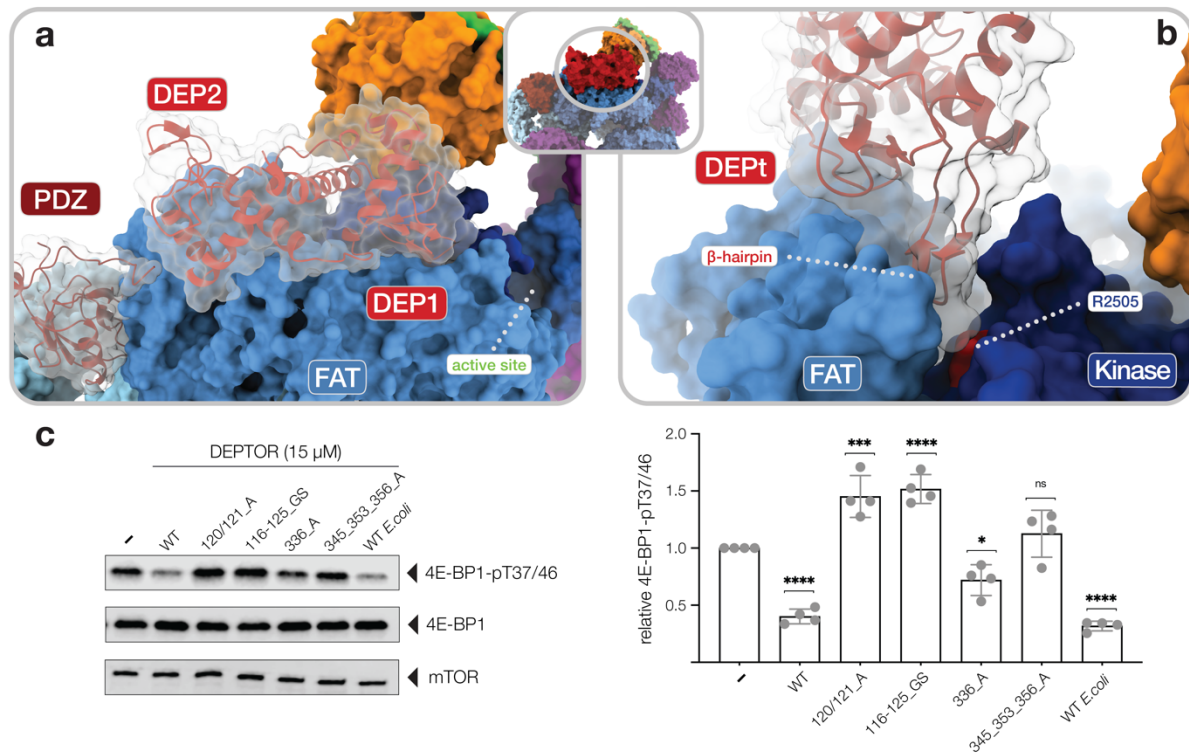 a
DEP2
PDZ
DEP1
active site
FAT
b
DEPt
β-hairpin
R2505
FAT
Kinase
c
DEPTOR (15 µM)
–
WT
120/121_A
116-125_GS
336_A
345_353_356_A
WT E.coli
4E-BP1-pT37/46
4E-BP1
mTOR
relative 4E-BP1-pT37/46
2.0
1.5
1.0
0.5
****
***
****
*
ns
****
–
WT
120/121_A
116-125_GS
336_A
345_353_356_A
WT E.coli